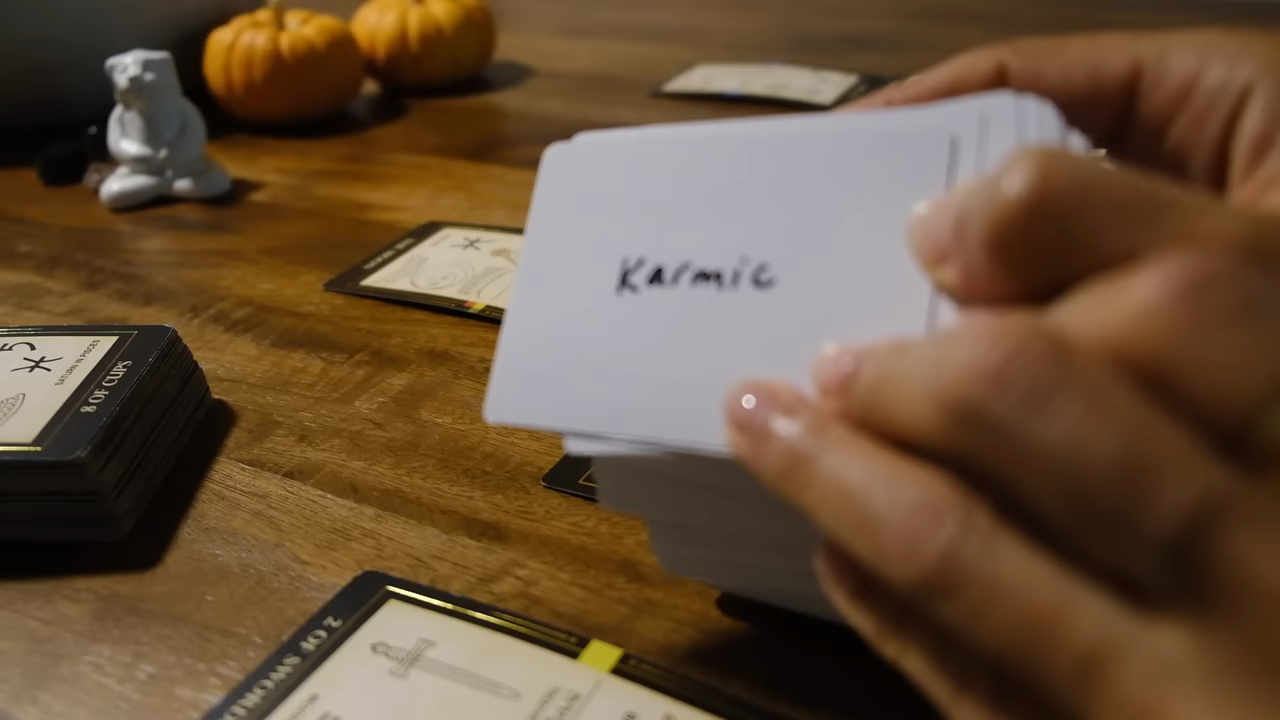 Karmic
5
SATURN IN PISCES
8 OF CUPS
2 OF SWORDS